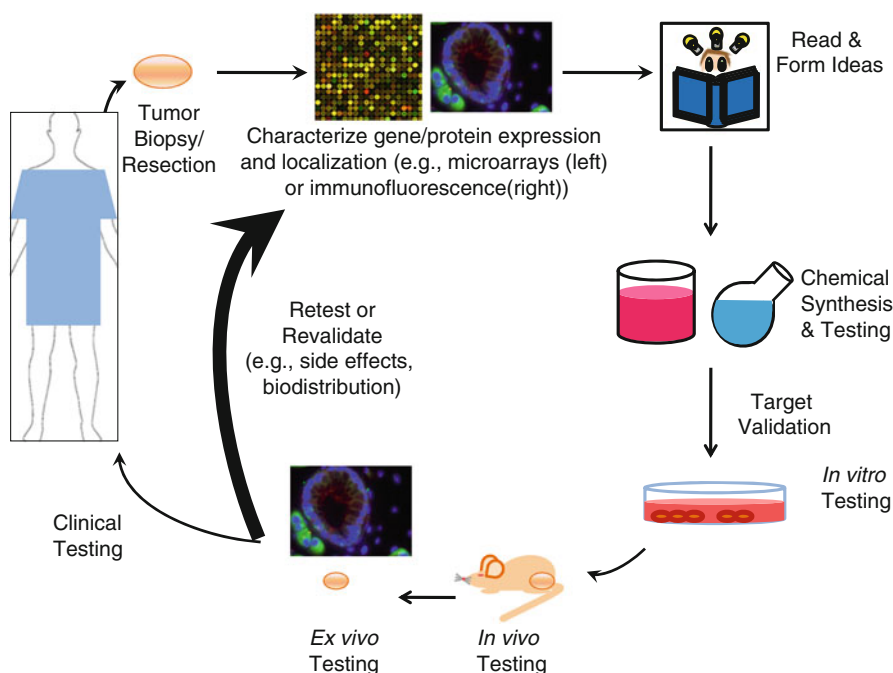 Tumor
Biopsy/
Resection
Characterize gene/protein expression
and localization (e.g., microarrays (left)
or immunofluorescence(right))
Read &
Form Ideas
Chemical
Synthesis
& Testing
Target
Validation
In vitro
Testing
In vivo
Testing
Ex vivo
Testing
Retest or
Revalidate
(e.g., side effects,
biodistribution)
Clinical
Testing